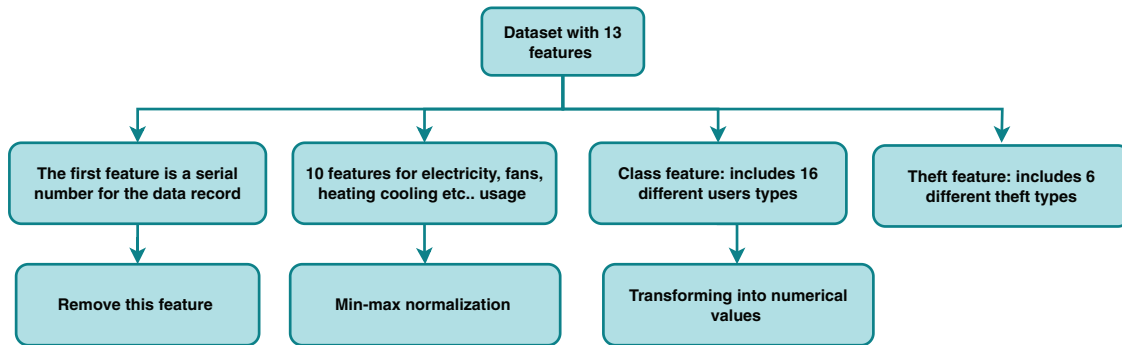 Dataset with 13
features
The first feature is a serial
number for the data record
10 features for electricity, fans,
heating cooling etc.. usage
Class feature: includes 16
different users types
Theft feature: includes 6
different theft types
Remove this feature
Min-max normalization
Transforming into numerical
values